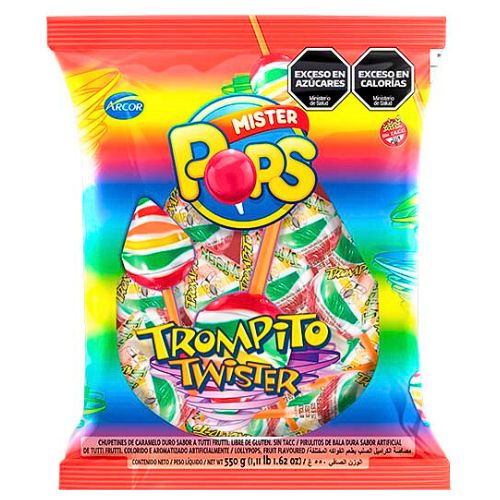 EXCESO EN
AZÚCARES
Ministerio
de Salud
EXCESO EN
CALORÍAS
Ministerio
de Salud
ARCOR
MISTER
POPS
SIN T.A.C.C.
TROMPITO
TWISTER
CHUPETINES DE CARAMELO DURO SABOR A TUTTI FRUTTI. LIBRE DE GLUTEN. SIN TACC / PIRULITOS DE BALA DURA SABOR ARTIFICIAL
DE TUTTI FRUTTI, COLORIDO E AROMATIZADO ARTIFICIALMENTE / LOLLYPOPS, FRUIT FLAVOURED /
CONTENIDO NETO / PESO LÍQUIDO / NET WT 550 g (1,11 lb 1.62 oz) / الوزن الصافي ٥٥٠ غ